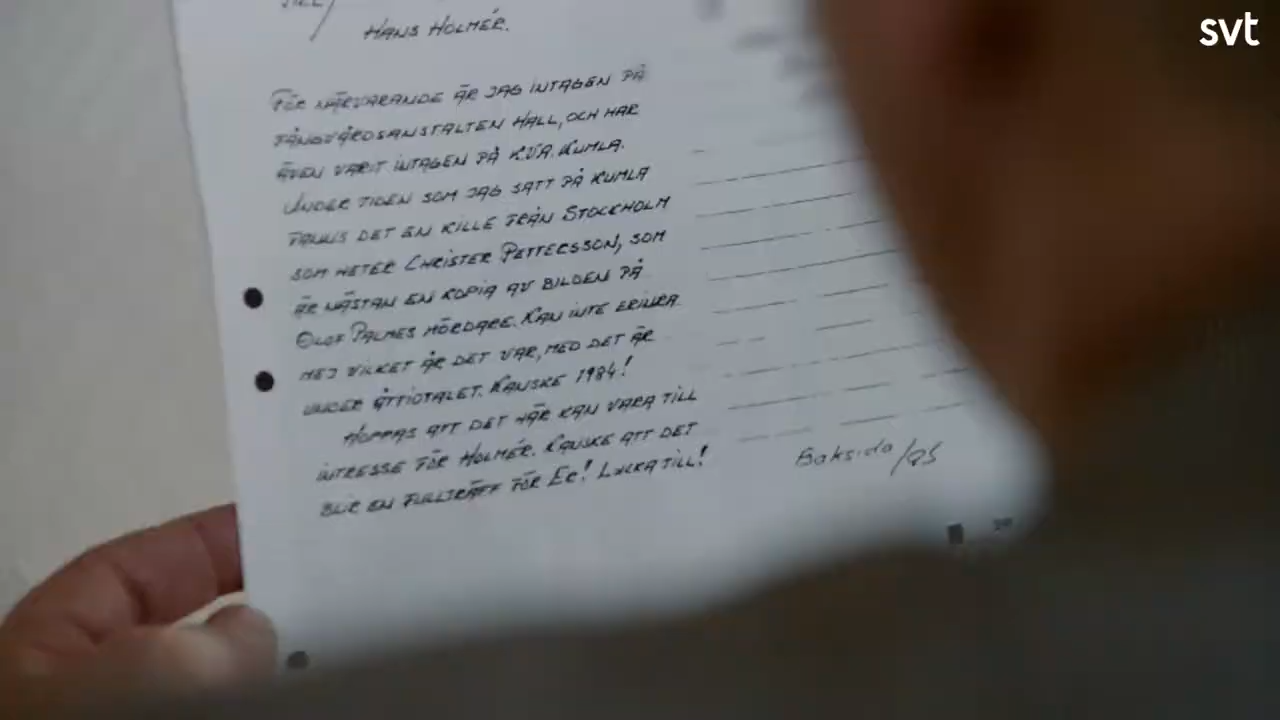 svt
TILL/
HANS HOLMÉR.
FÖR NÄRVARANDE ÄR JAG INTAGEN PÅ
FÅNGVÅRDSANSTALTEN HALL, OCH HAR
ÄVEN VARIT INTAGEN PÅ KVA. KUMLA.
UNDER TIDEN SOM JAG SATT PÅ KUMLA
FANNS DET EN KILLE FRÅN STOCKHOLM
SOM HETER CHRISTER PETTERSSON, SOM
ÄR NÄSTAN EN KOPIA AV BILDEN PÅ
OLOF PALMES MÖRDARE. KAN INTE ERINRA
MEJ VILKET ÅR DET VAR, MED DET ÄR
UNDER ÅTTIOTALET. KANSKE 1984!
HOPPAS ATT DET HÄR KAN VARA TILL
INTRESSE FÖR HOLMÉR. KANSKE ATT DET
BLIR EN FULLTRÄFF FÖR ER! LYCKA TILL!
Baksida/QS